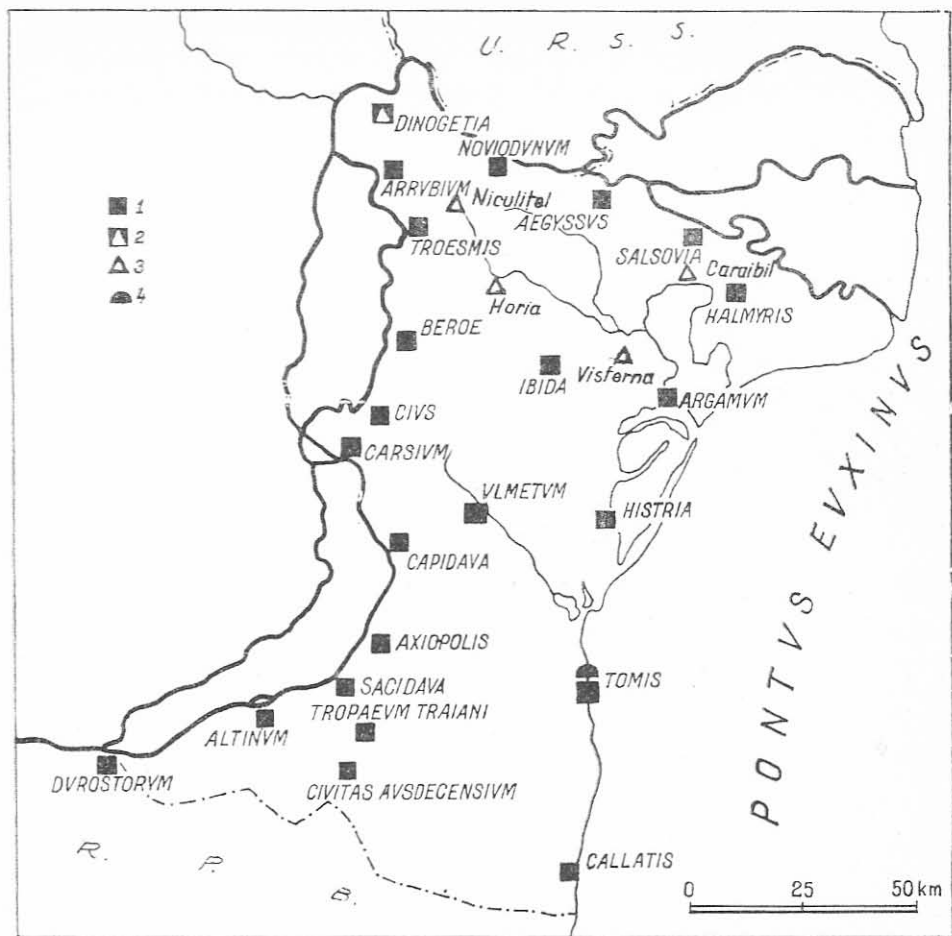 U. R. S. S.
DINOGETIA
NOVIODVNVM
ARRVBIVM
Niculitel
AEGYSSVS
1
2
3
4
TROESMIS
SALSOVIA
Caraibil
Horia
HALMYRIS
BEROE
IBIDA
Visterna
ARGAMVM
CIVS
CARSIVM
VLMETVM
HISTRIA
CAPIDAVA
PONTVS EVXINVS
AXIOPOLIS
SACIDAVA
TOMIS
TROPAEVM TRAIANI
ALTINVM
DVROSTORVM
CIVITAS AVSDECENSIVM
R. P. B.
CALLATIS
0 25 50 km